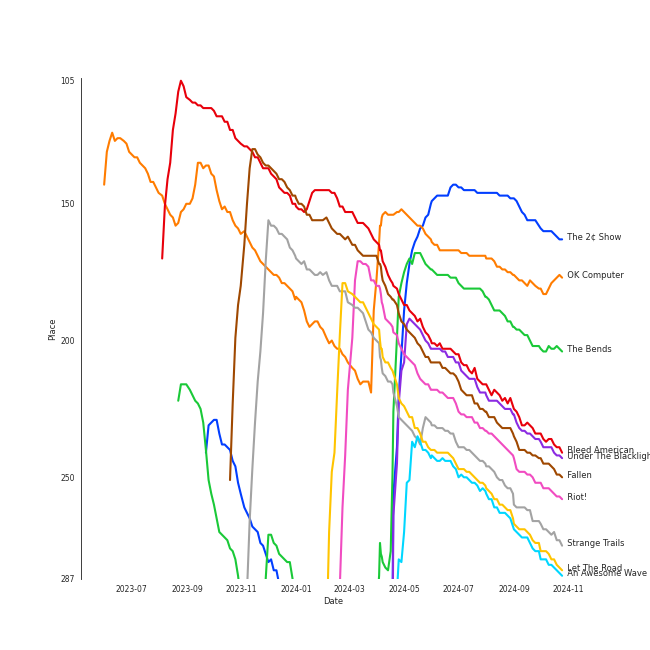 105
150
200
250
287
Place
2023-07
2023-09
2023-11
2024-01
2024-03
2024-05
2024-07
2024-09
2024-11
Date
The 2¢ Show
OK Computer
The Bends
Bleed American
Under The Blackligh
Fallen
Riot!
Strange Trails
Let The Road
An Awesome Wave